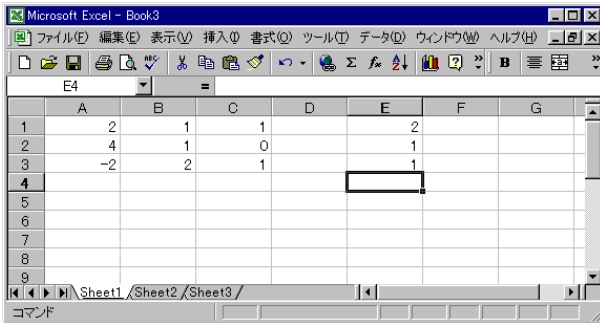 Microsoft Excel - Book3
ファイル(F) 編集(E) 表示(V) 挿入(I) 書式(O) ツール(T) データ(D) ウィンドウ(W) ヘルプ(H)
E4 =
A B C D E F G
1 2 1 1 2
2 4 1 0 1
3 -2 2 1 1
4
5
6
7
8
9
Sheet1 Sheet2 Sheet3
コマンド